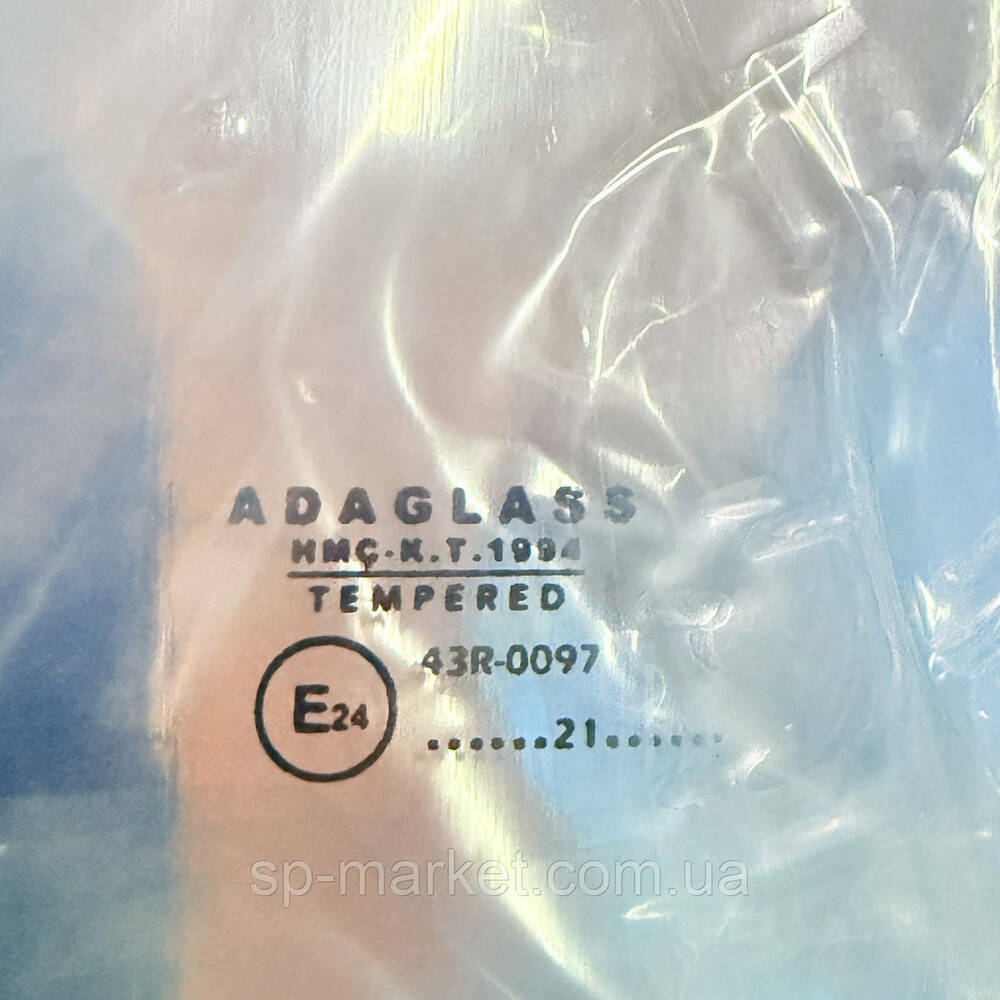 ADAGLASS
HMÇ-K.T.1994
TEMPERED
43R-0097
E24
......21......
sp-market.com.ua